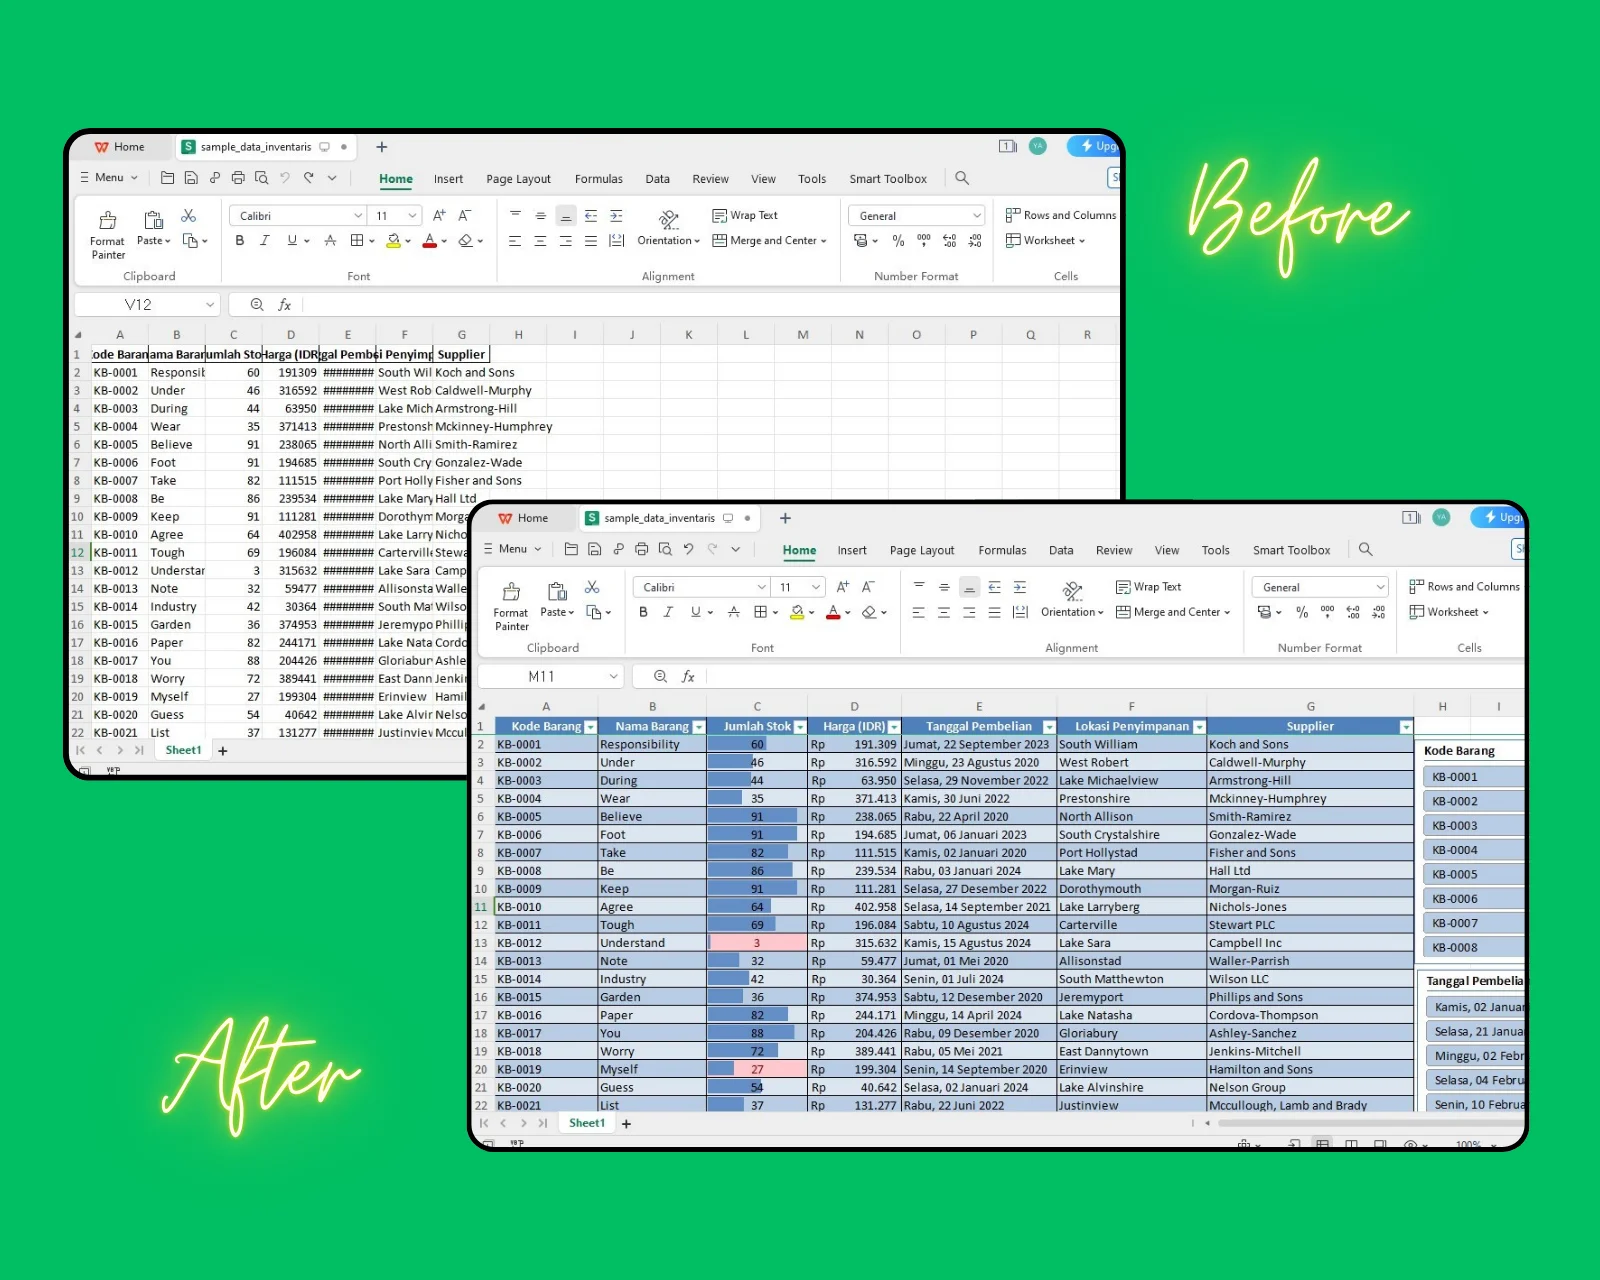 Before
Home sample_data_inventaris + 1 YA Upg
Menu Home Insert Page Layout Formulas Data Review View Tools Smart Toolbox
Format Painter Paste Calibri 11 A+ A- Wrap Text General Rows and Columns
B I U A Orientation Merge and Center Worksheet
Clipboard Font Alignment Number Format Cells
V12 fx
A B C D E F G H I J K L M N O P Q R
1 ode Baran ama Barar umlah Sto Harga (IDR gal Pembe i Penyimp Supplier
2 KB-0001 Responsib 60 191309 ######## South Wil Koch and Sons
3 KB-0002 Under 46 316592 ######## West Rob Caldwell-Murphy
4 KB-0003 During 44 63950 ######## Lake Mich Armstrong-Hill
5 KB-0004 Wear 35 371413 ######## Prestonsh Mckinney-Humphrey
6 KB-0005 Believe 91 238065 ######## North Alli Smith-Ramirez
7 KB-0006 Foot 91 194685 ######## South Cry Gonzalez-Wade
8 KB-0007 Take 82 111515 ######## Port Holly Fisher and Sons
9 KB-0008 Be 86 239534 ######## Lake Mary Hall Ltd
10 KB-0009 Keep 91 111281 ######## Dorothym Morga
11 KB-0010 Agree 64 402958 ######## Lake Larry Nicho
12 KB-0011 Tough 69 196084 ######## Carterville Stewa
13 KB-0012 Understar 3 315632 ######## Lake Sara Camp
14 KB-0013 Note 32 59477 ######## Allisonsta Walle
15 KB-0014 Industry 42 30364 ######## South Mat Wilso
16 KB-0015 Garden 36 374953 ######## Jeremypo Phillip
17 KB-0016 Paper 82 244171 ######## Lake Nata Cordo
18 KB-0017 You 88 204426 ######## Gloriabur Ashle
19 KB-0018 Worry 72 389441 ######## East Dann Jenkin
20 KB-0019 Myself 27 199304 ######## Erinview Hamil
21 KB-0020 Guess 54 40642 ######## Lake Alvir Nelso
22 KB-0021 List 37 131277 ######## Justinview Mccul
Sheet1 +
Home sample_data_inventaris + 1 YA Upg
Menu Home Insert Page Layout Formulas Data Review View Tools Smart Toolbox
Format Painter Paste Calibri 11 A+ A- Wrap Text General Rows and Columns
B I U A Orientation Merge and Center Worksheet
Clipboard Font Alignment Number Format Cells
M11 fx
A B C D E F G H I
1 Kode Barang Nama Barang Jumlah Stok Harga (IDR) Tanggal Pembelian Lokasi Penyimpanan Supplier
2 KB-0001 Responsibility 60 Rp 191.309 Jumat, 22 September 2023 South William Koch and Sons
3 KB-0002 Under 46 Rp 316.592 Minggu, 23 Agustus 2020 West Robert Caldwell-Murphy
4 KB-0003 During 44 Rp 63.950 Selasa, 29 November 2022 Lake Michaelview Armstrong-Hill
5 KB-0004 Wear 35 Rp 371.413 Kamis, 30 Juni 2022 Prestonshire Mckinney-Humphrey
6 KB-0005 Believe 91 Rp 238.065 Rabu, 22 April 2020 North Allison Smith-Ramirez
7 KB-0006 Foot 91 Rp 194.685 Jumat, 06 Januari 2023 South Crystalshire Gonzalez-Wade
8 KB-0007 Take 82 Rp 111.515 Kamis, 02 Januari 2020 Port Hollystad Fisher and Sons
9 KB-0008 Be 86 Rp 239.534 Rabu, 03 Januari 2024 Lake Mary Hall Ltd
10 KB-0009 Keep 91 Rp 111.281 Selasa, 27 Desember 2022 Dorothymouth Morgan-Ruiz
11 KB-0010 Agree 64 Rp 402.958 Selasa, 14 September 2021 Lake Larryberg Nichols-Jones
12 KB-0011 Tough 69 Rp 196.084 Sabtu, 10 Agustus 2024 Carterville Stewart PLC
13 KB-0012 Understand 3 Rp 315.632 Kamis, 15 Agustus 2024 Lake Sara Campbell Inc
14 KB-0013 Note 32 Rp 59.477 Jumat, 01 Mei 2020 Allisonstad Waller-Parrish
15 KB-0014 Industry 42 Rp 30.364 Senin, 01 Juli 2024 South Matthewton Wilson LLC
16 KB-0015 Garden 36 Rp 374.953 Sabtu, 12 Desember 2020 Jeremyport Phillips and Sons
17 KB-0016 Paper 82 Rp 244.171 Minggu, 14 April 2024 Lake Natasha Cordova-Thompson
18 KB-0017 You 88 Rp 204.426 Rabu, 09 Desember 2020 Gloriabury Ashley-Sanchez
19 KB-0018 Worry 72 Rp 389.441 Rabu, 05 Mei 2021 East Dannytown Jenkins-Mitchell
20 KB-0019 Myself 27 Rp 199.304 Senin, 14 September 2020 Erinview Hamilton and Sons
21 KB-0020 Guess 54 Rp 40.642 Selasa, 02 Januari 2024 Lake Alvinshire Nelson Group
22 KB-0021 List 37 Rp 131.277 Rabu, 22 Juni 2022 Justinview Mccullough, Lamb and Brady
Kode Barang
KB-0001
KB-0002
KB-0003
KB-0004
KB-0005
KB-0006
KB-0007
KB-0008
Tanggal Pembelia
Kamis, 02 Januar
Selasa, 21 Janua
Minggu, 02 Febr
Selasa, 04 Febru
Senin, 10 Februa
Sheet1 +
100%
After